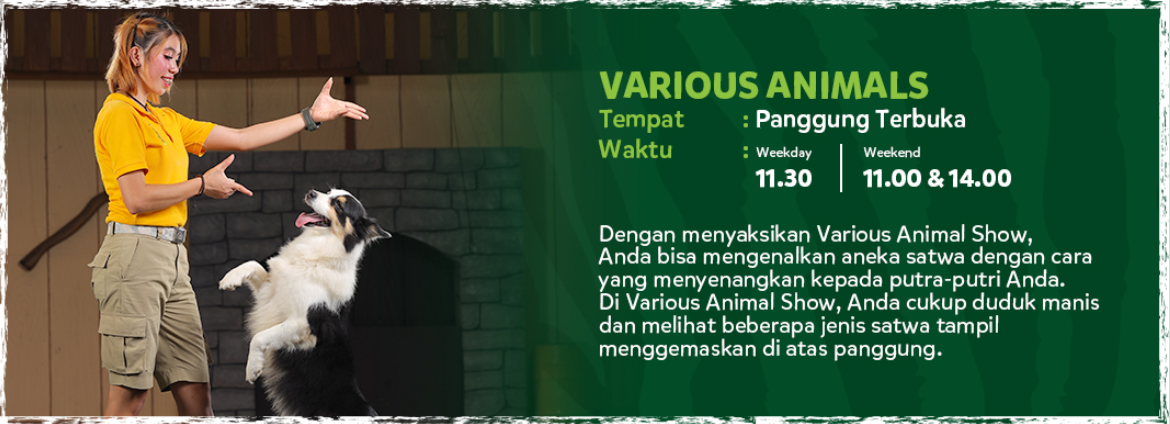 VARIOUS ANIMALS
Tempat : Panggung Terbuka
Waktu : Weekday Weekend
11.30 11.00 & 14.00
Dengan menyaksikan Various Animal Show,
Anda bisa mengenalkan aneka satwa dengan cara
yang menyenangkan kepada putra-putri Anda.
Di Various Animal Show, Anda cukup duduk manis
dan melihat beberapa jenis satwa tampil
menggemaskan di atas panggung.